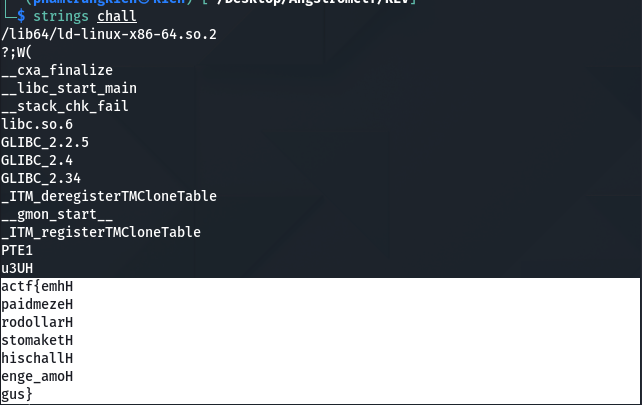 $ strings chall
/lib64/ld-linux-x86-64.so.2
?;W(
__cxa_finalize
__libc_start_main
__stack_chk_fail
libc.so.6
GLIBC_2.2.5
GLIBC_2.4
GLIBC_2.34
_ITM_deregisterTMCloneTable
__gmon_start__
_ITM_registerTMCloneTable
PTE1
u3UH
actf{emhH
paidmezeH
rodollarH
stomaketH
hischallH
enge_amoH
gus}